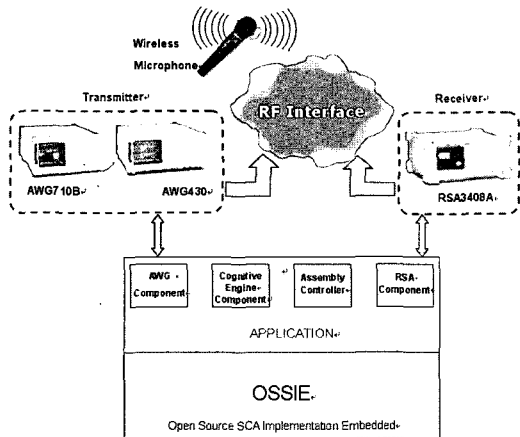 Wireless
Microphone
Transmitter
RF Interface
Receiver
AWG710B
AWG430
RSA3408A
AWG
Component
Cognitive
Engine
Component
Assembly
Controller
RSA
Component
APPLICATION
OSSIE
Open Source SCA Implementation Embedded